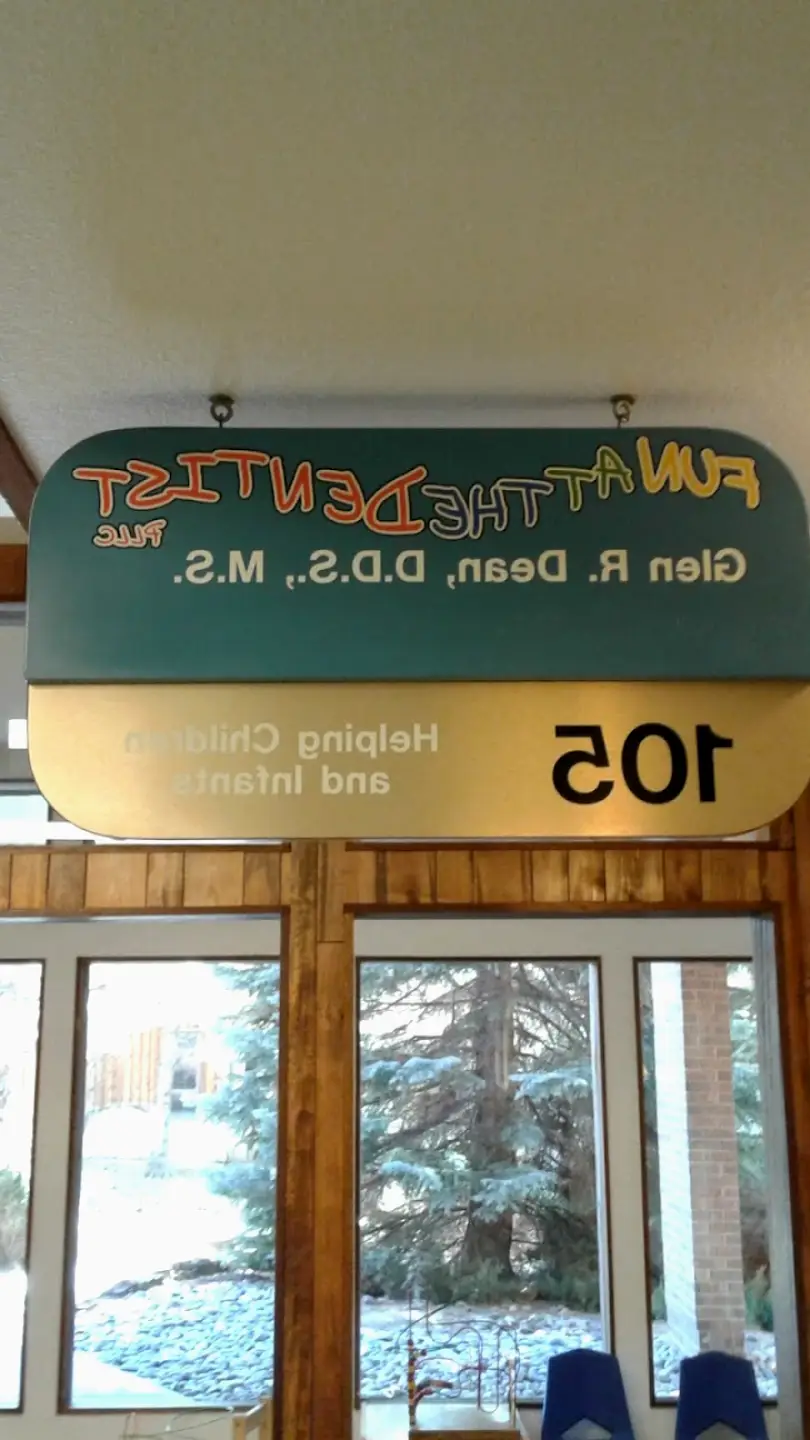 FUN AT THE DENTIST
PLLC
Glen R. Dean, D.D.S., M.S.
105
Helping Children
and Infants